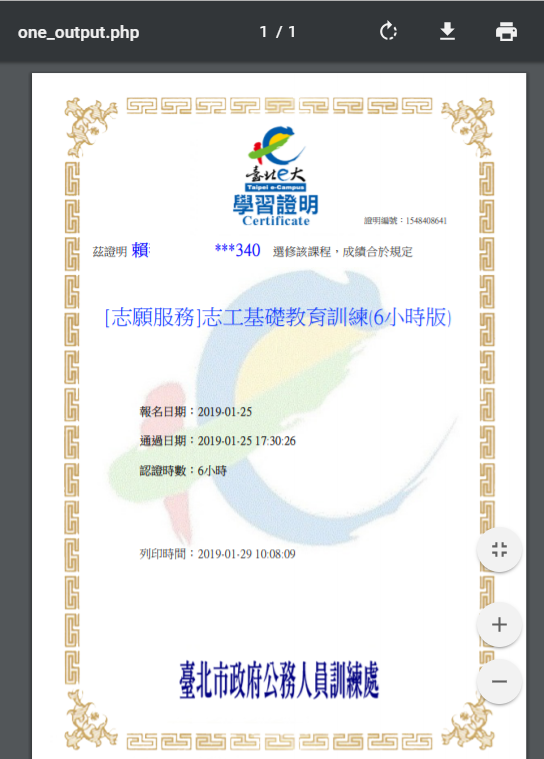 one_output.php
1 / 1
臺北e大
Taipei e-Campus
學習證明
Certificate
證明編號：1548408641
茲證明 賴 ***340 選修該課程，成績合於規定
[志願服務]志工基礎教育訓練(6小時版)
報名日期：2019-01-25
通過日期：2019-01-25 17:30:26
認證時數：6小時
列印時間：2019-01-29 10:08:09
臺北市政府公務人員訓練處